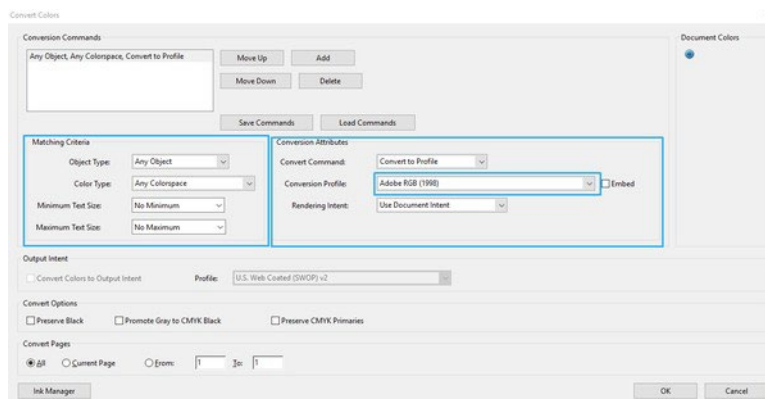 Convert Colors
Conversion Commands
Document Colors
Any Object, Any Colorspace, Convert to Profile
Move Up Add
Move Down Delete
Save Commands Load Commands
Matching Criteria
Conversion Attributes
Object Type: Any Object
Convert Command: Convert to Profile
Color Type: Any Colorspace
Conversion Profile: Adobe RGB (1998) Embed
Minimum Text Size: No Minimum
Rendering Intent: Use Document Intent
Maximum Text Size: No Maximum
Output Intent
Convert Colors to Output Intent Profile: U.S. Web Coated (SWOP) v2
Convert Options
Preserve Black Promote Gray to CMYK Black Preserve CMYK Primaries
Convert Pages
All Current Page From: 1 To: 1
Ink Manager OK Cancel